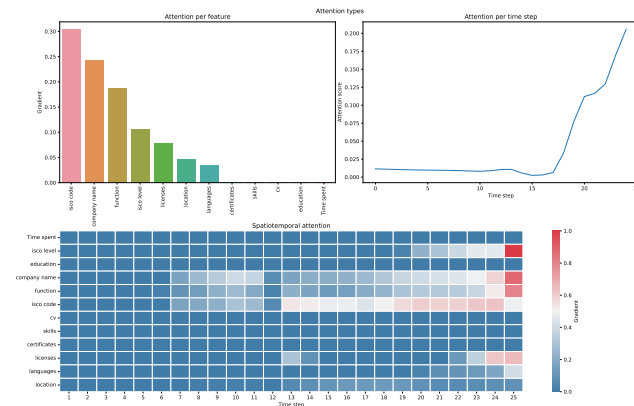 Attention types
Attention per feature
0.30
0.25
0.20
0.15
0.10
0.05
0.00
Gradient
isco code
company name
function
isco level
licenses
location
languages
certificates
skills
cv
education
Time spent
Attention per time step
0.200
0.175
0.150
0.125
0.100
0.075
0.050
0.025
0.000
Attention score
0 5 10 15 20
Time step
Spatiotemporal attention
Time spent
isco level
education
company name
function
isco code
cv
skills
certificates
licenses
languages
location
1 2 3 4 5 6 7 8 9 10 11 12 13 14 15 16 17 18 19 20 21 22 23 24 25
Time step
1.0
0.8
0.6
0.4
0.2
0.0
Gradient